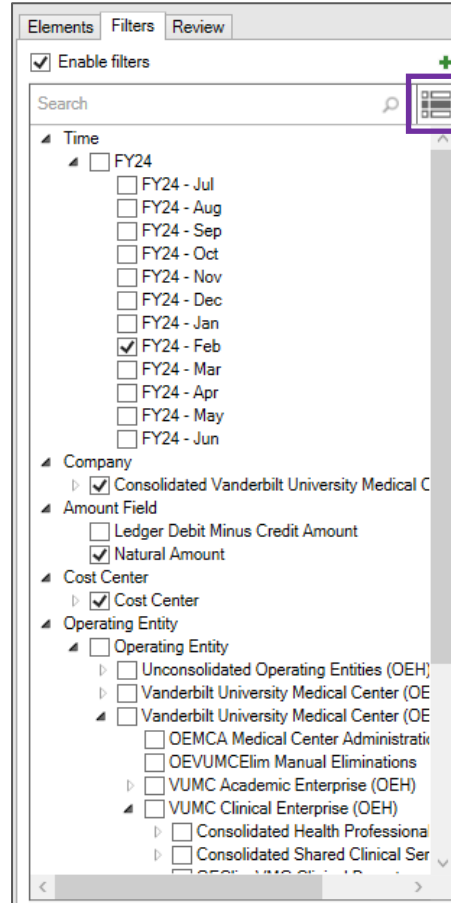 Elements Filters Review
Enable filters
Search
Time
FY24
FY24 - Jul
FY24 - Aug
FY24 - Sep
FY24 - Oct
FY24 - Nov
FY24 - Dec
FY24 - Jan
FY24 - Feb
FY24 - Mar
FY24 - Apr
FY24 - May
FY24 - Jun
Company
Consolidated Vanderbilt University Medical C
Amount Field
Ledger Debit Minus Credit Amount
Natural Amount
Cost Center
Cost Center
Operating Entity
Operating Entity
Unconsolidated Operating Entities (OEH)
Vanderbilt University Medical Center (OE
Vanderbilt University Medical Center (OE
OEMCA Medical Center Administratic
OEVUMCElim Manual Eliminations
VUMC Academic Enterprise (OEH)
VUMC Clinical Enterprise (OEH)
Consolidated Health Professional
Consolidated Shared Clinical Ser